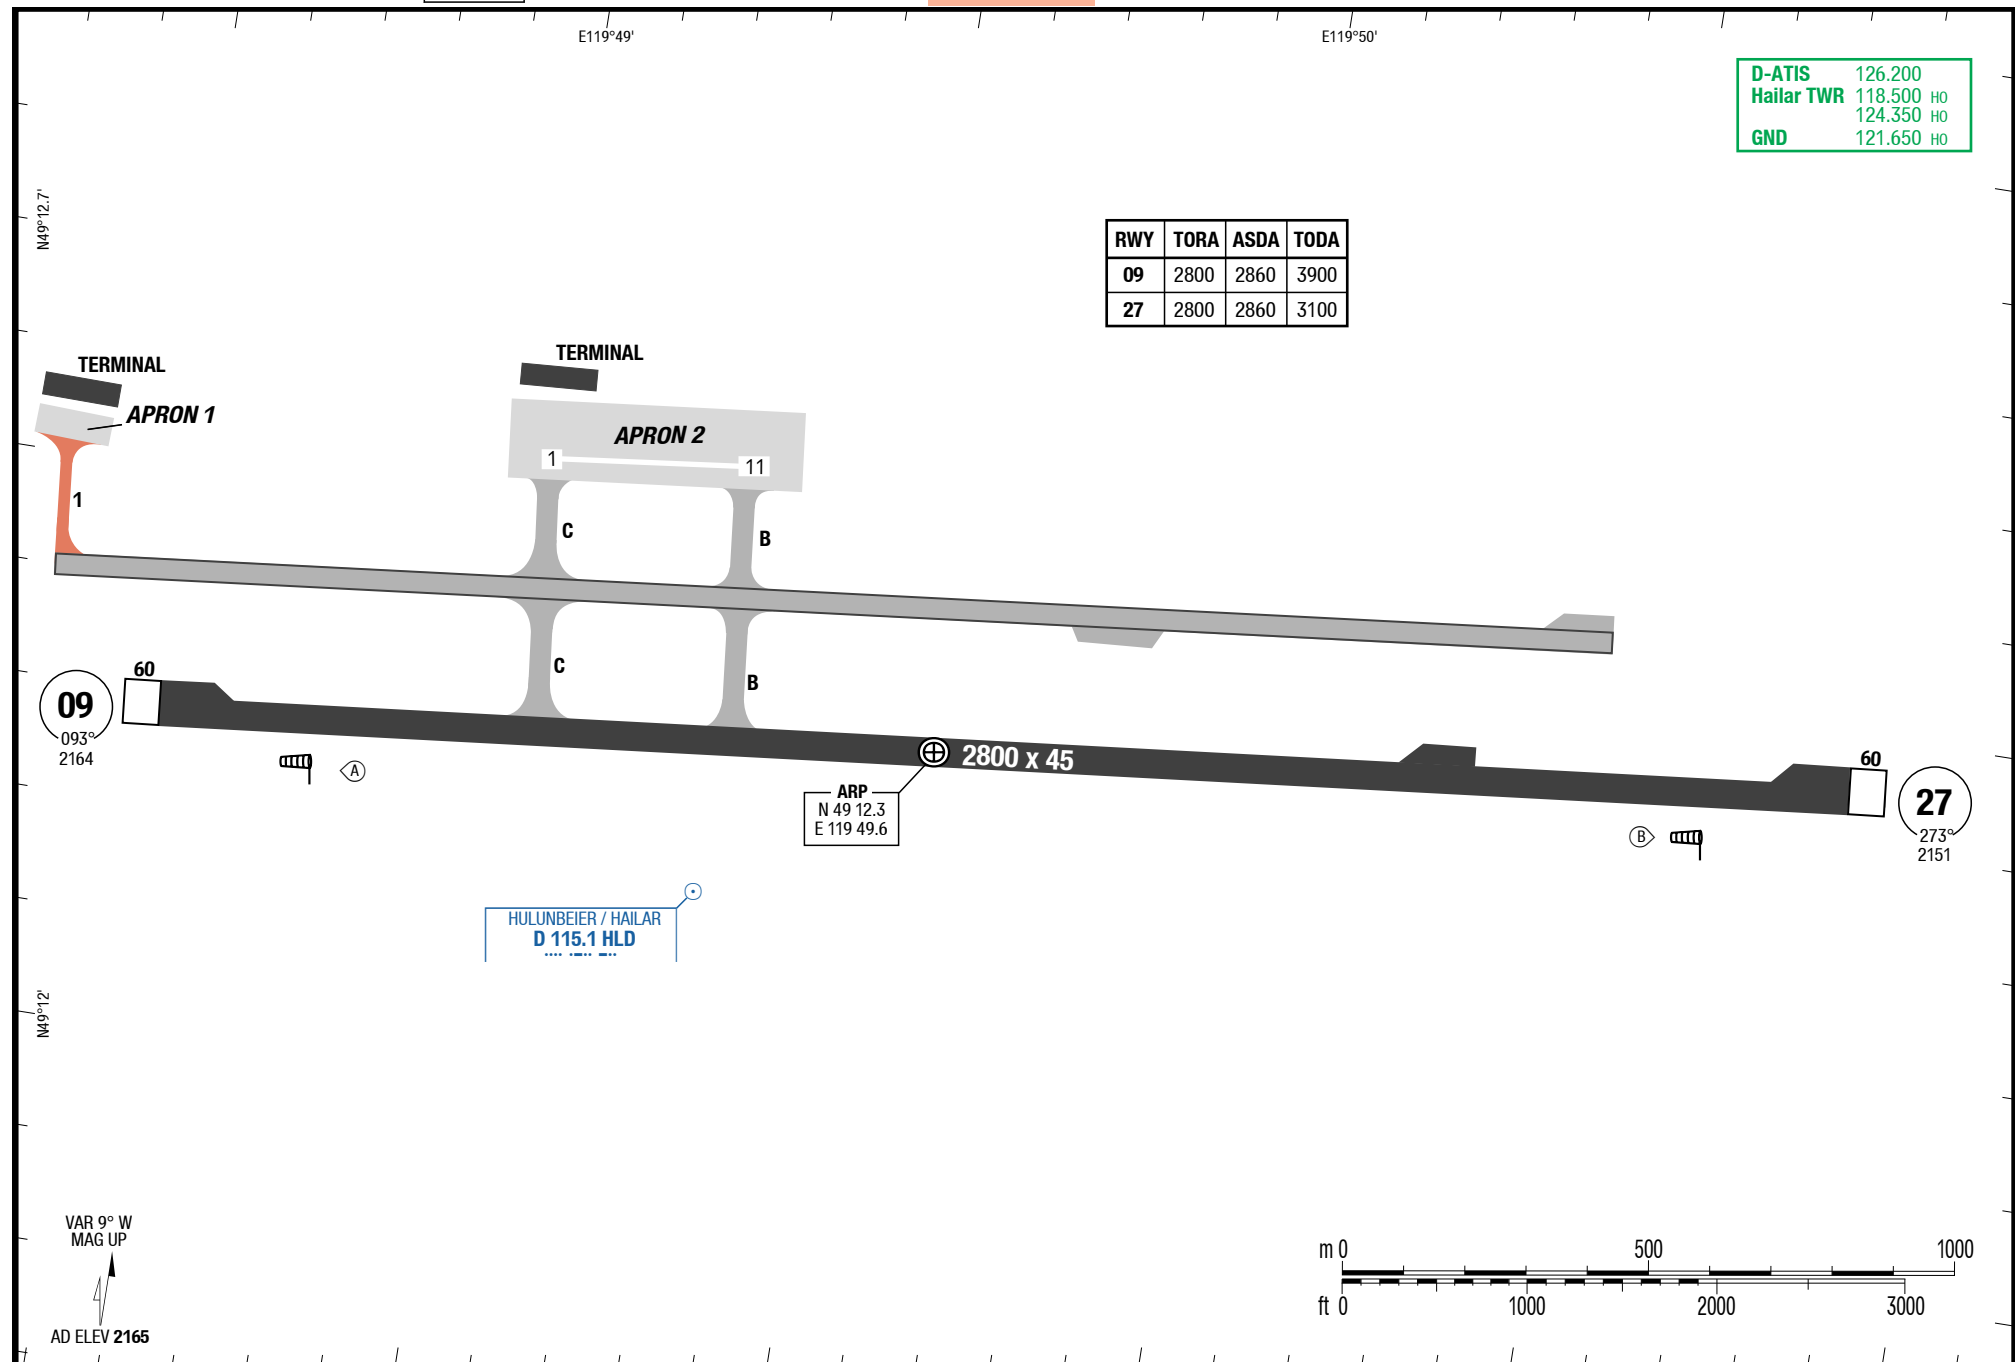 E119°49'
E119°50'
D-ATIS 126.200
Hailar TWR 118.500 HO
124.350 HO
GND 121.650 HO
N49°12.7'
RWY TORA ASDA TODA
09 2800 2860 3900
27 2800 2860 3100
TERMINAL
APRON 1
TERMINAL
APRON 2
1 11
1
C
B
C
B
60
09
093°
2164
A
2800 x 45
ARP
N 49 12.3
E 119 49.6
60
27
273°
2151
B
HULUNBEIER / HAILAR
D 115.1 HLD
N49°12'
VAR 9° W
MAG UP
AD ELEV 2165
m 0 500 1000
ft 0 1000 2000 3000